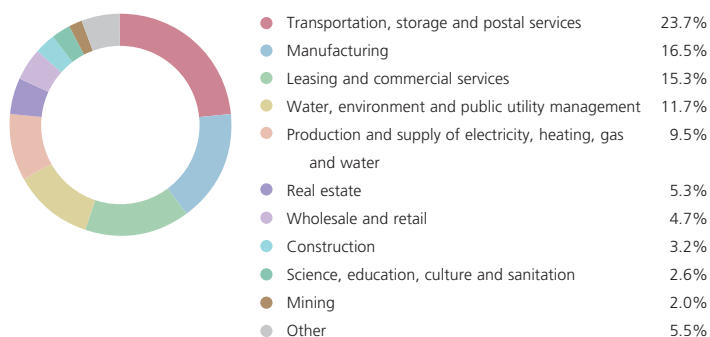 Transportation, storage and postal services 23.7%
Manufacturing 16.5%
Leasing and commercial services 15.3%
Water, environment and public utility management 11.7%
Production and supply of electricity, heating, gas 9.5%
and water
Real estate 5.3%
Wholesale and retail 4.7%
Construction 3.2%
Science, education, culture and sanitation 2.6%
Mining 2.0%
Other 5.5%